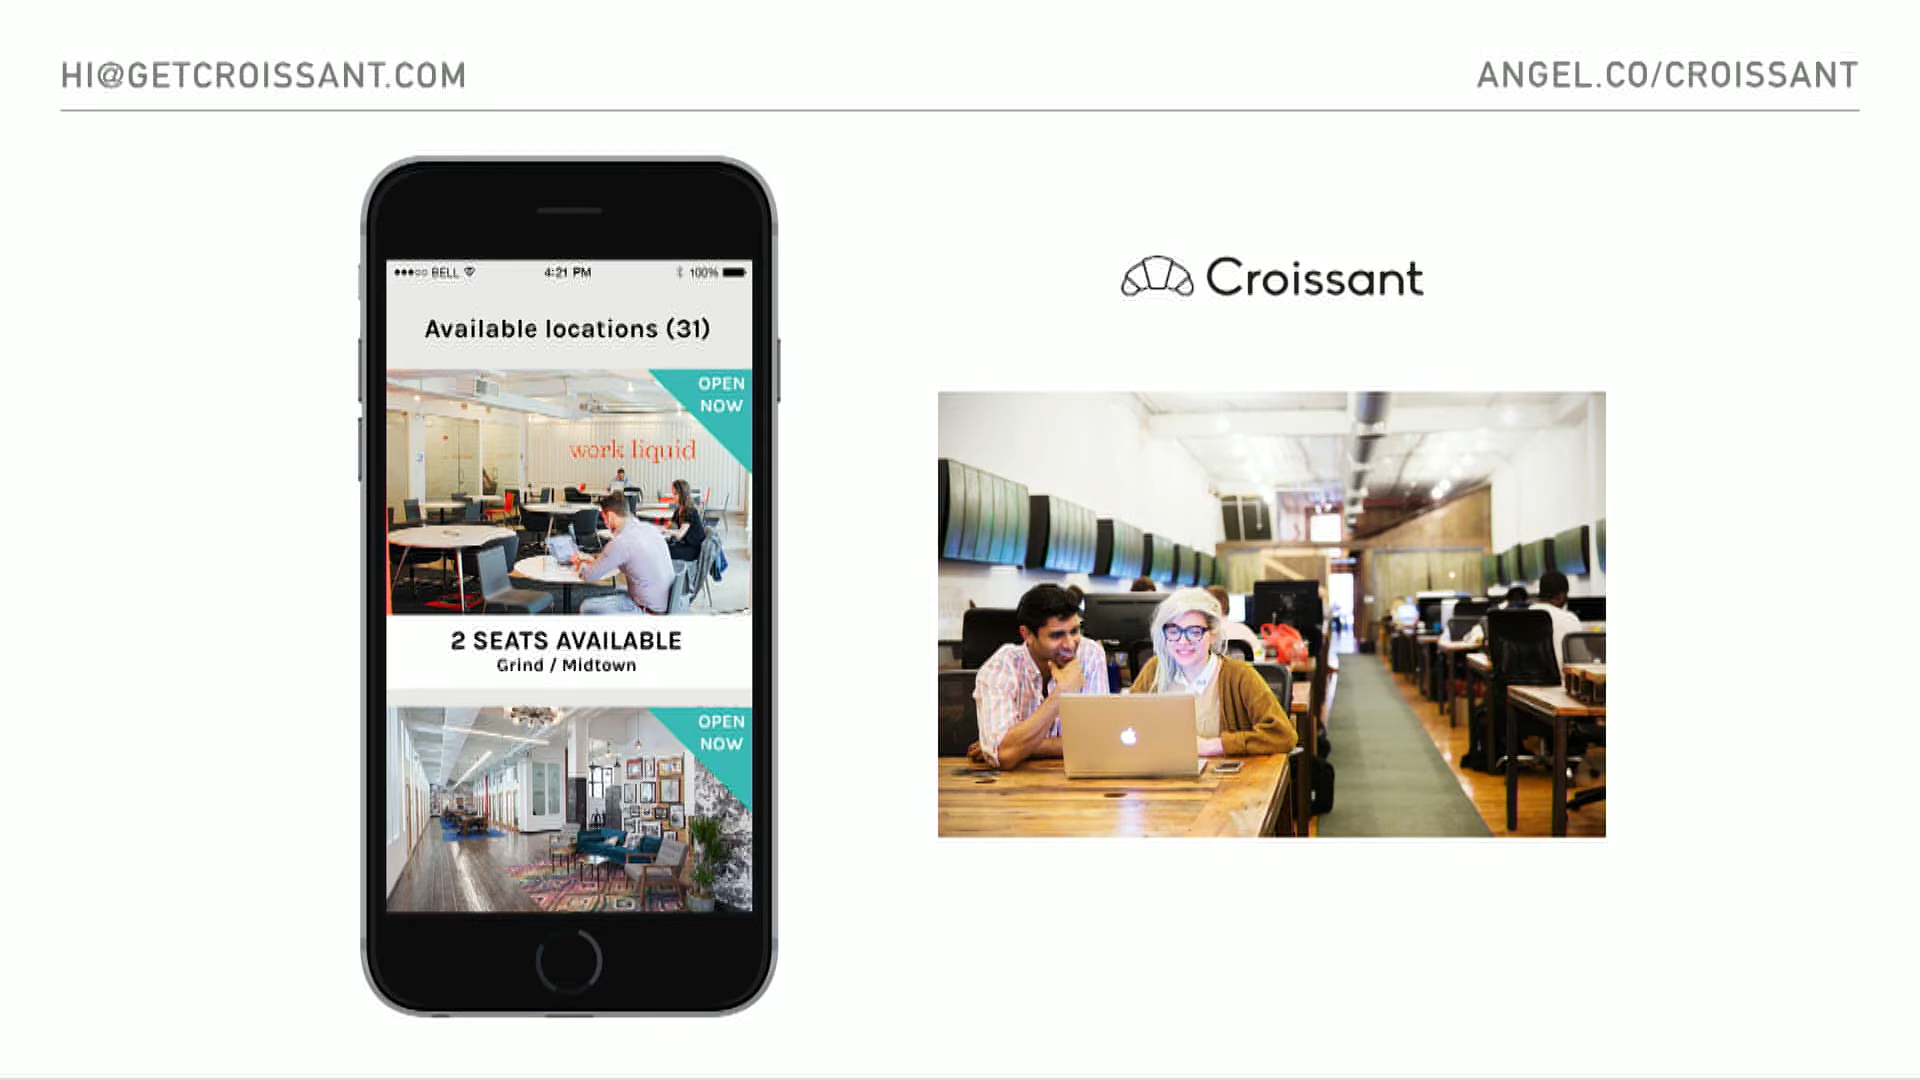 HI@GETCROISSANT.COM
ANGEL.CO/CROISSANT
BELL 4:21 PM 100%
Available locations (31)
OPEN
NOW
work liquid
2 SEATS AVAILABLE
Grind / Midtown
OPEN
NOW
Croissant